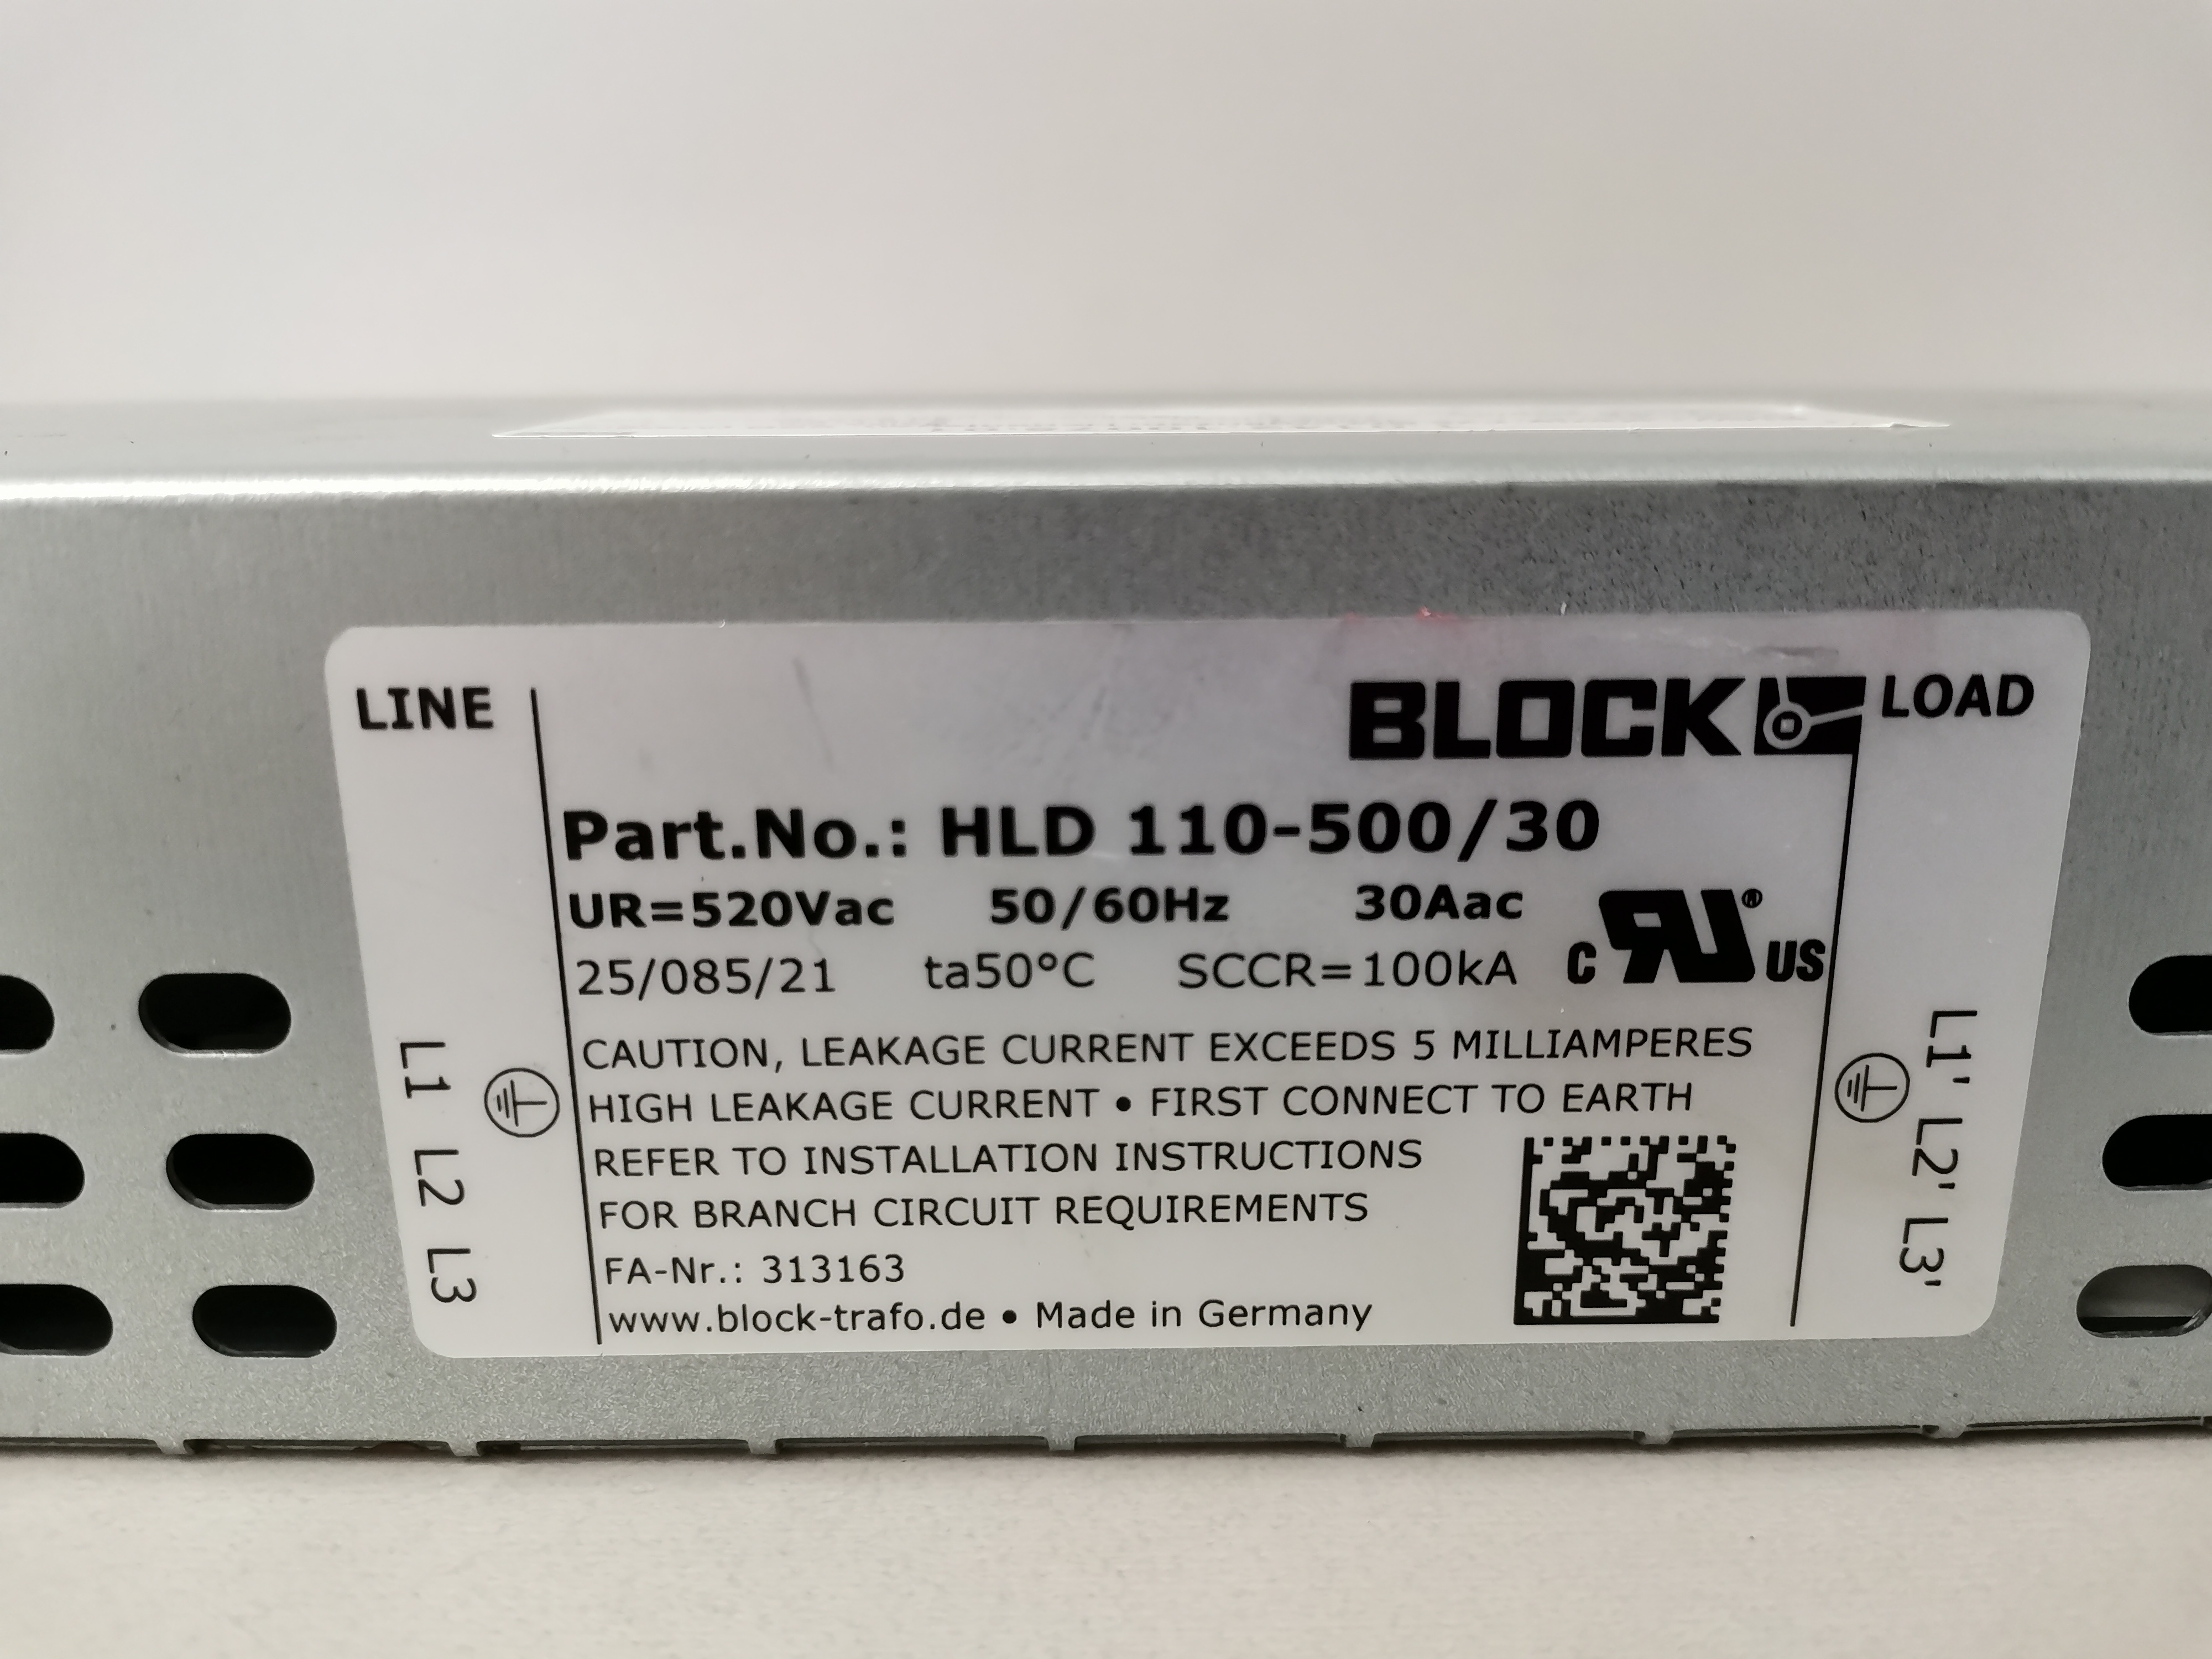 LINE
BLOCK
LOAD
Part.No.: HLD 110-500/30
UR=520Vac 50/60Hz 30Aac
25/085/21 ta50°C SCCR=100kA
C RU® US
CAUTION, LEAKAGE CURRENT EXCEEDS 5 MILLIAMPERES
HIGH LEAKAGE CURRENT • FIRST CONNECT TO EARTH
REFER TO INSTALLATION INSTRUCTIONS
FOR BRANCH CIRCUIT REQUIREMENTS
FA-Nr.: 313163
www.block-trafo.de • Made in Germany
L1 L2 L3
L1' L2' L3'